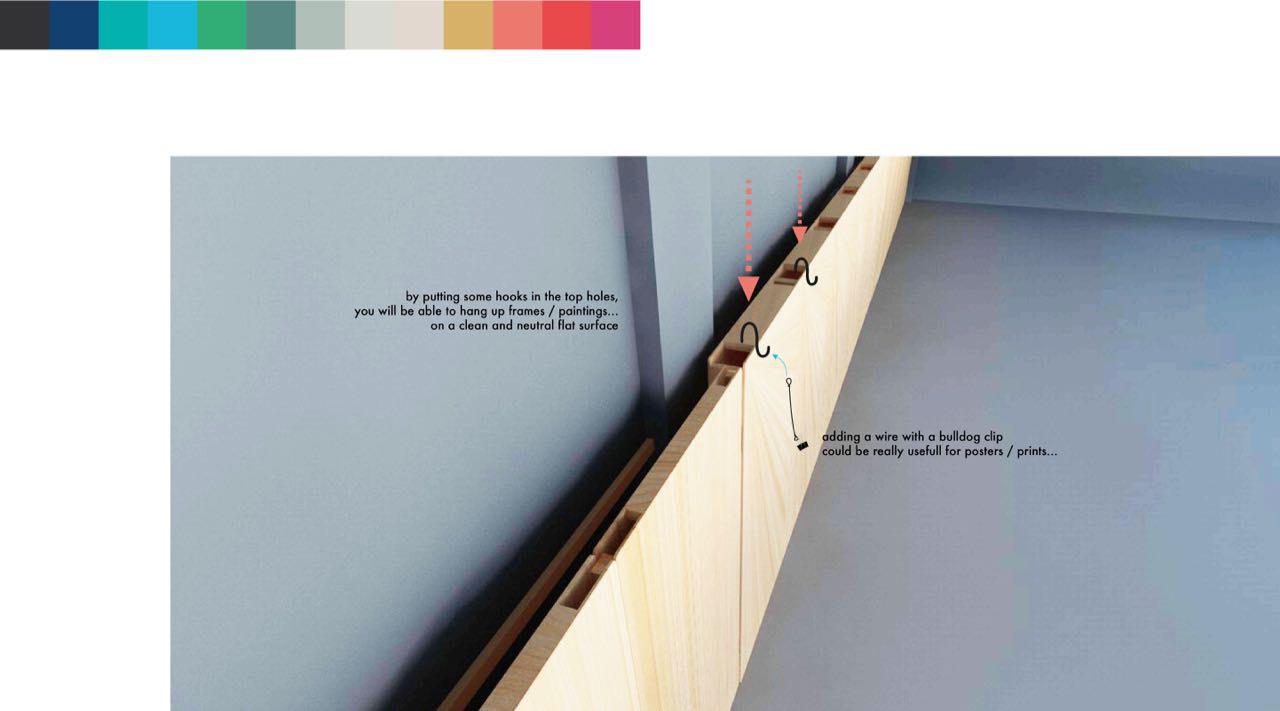 by putting some hooks in the top holes,
you will be able to hang up frames / paintings...
on a clean and neutral flat surface
adding a wire with a bulldog clip
could be really usefull for posters / prints...